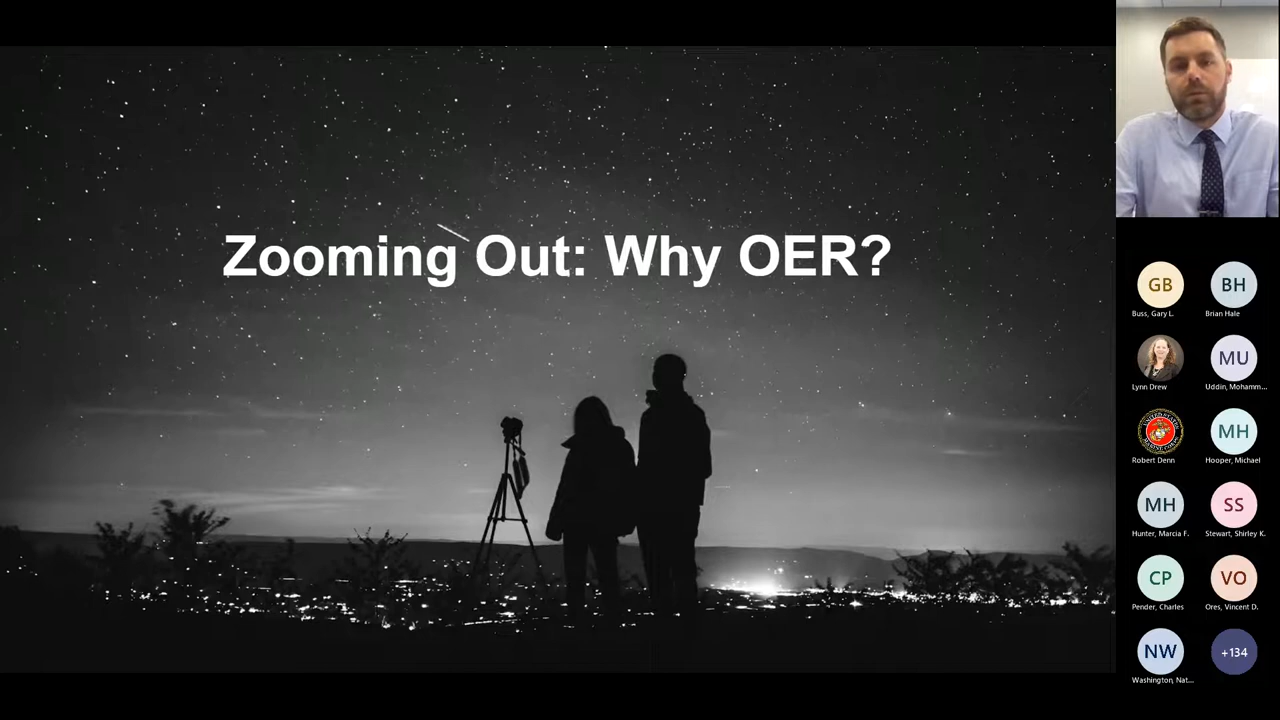 Zooming Out: Why OER?
GB
BH
Buss, Gary L.
Brian Hale
MU
Lynn Drew
Uddin, Mohamm...
MH
Robert Denn
Hooper, Michael
MH
SS
Hunter, Marcia F.
Stewart, Shirley K.
CP
VO
Pender, Charles
Ores, Vincent D.
NW
+134
Washington, Nat...